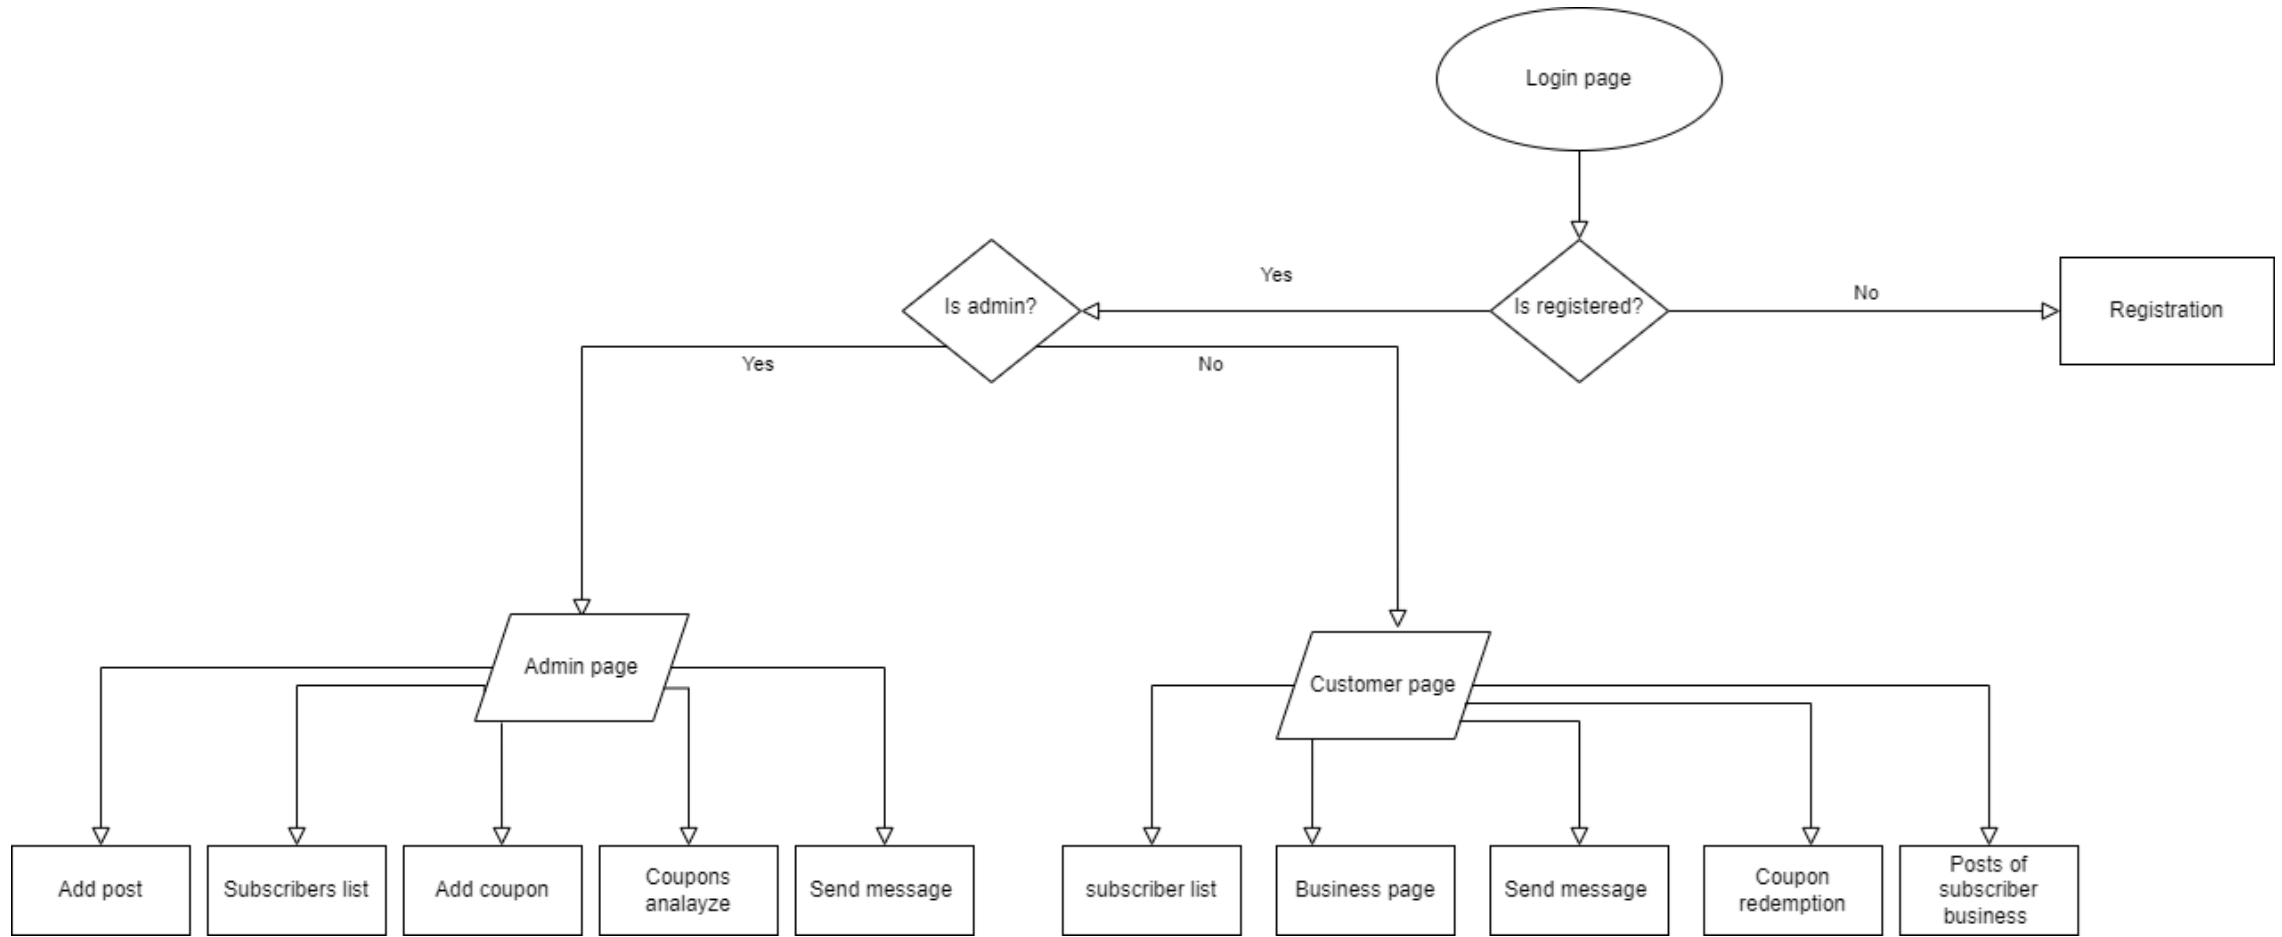 Login page
Is admin?
Yes
Is registered?
No
Registration
Yes
No
Admin page
Customer page
Add post
Subscribers list
Add coupon
Coupons
analayze
Send message
subscriber list
Business page
Send message
Coupon
redemption
Posts of
subscriber
business